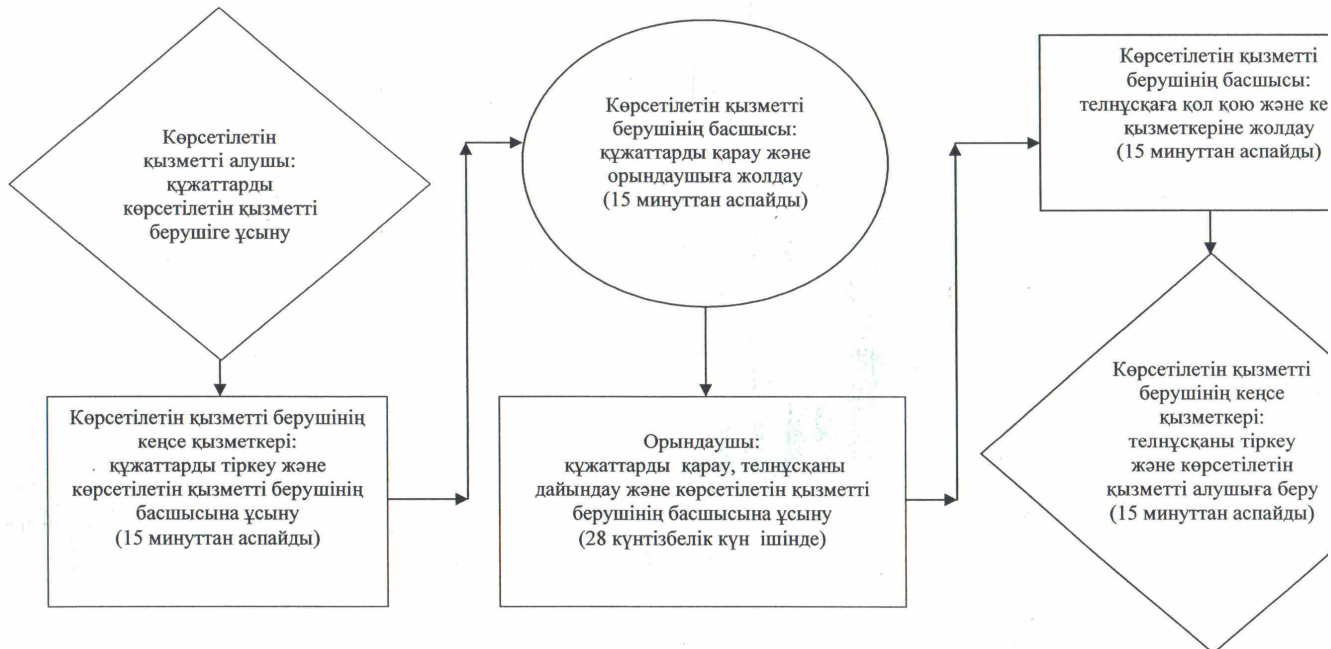 Көрсетілетін
қызметті алушы:
құжаттарды
көрсетілетін қызметті
берушіге ұсыну
Көрсетілетін қызметті берушінің
кеңсе қызметкері:
құжаттарды тіркеу және
көрсетілетін қызметті берушінің
басшысына ұсыну
(15 минуттан аспайды)
Көрсетілетін қызметті
берушінің басшысы:
құжаттарды қарау және
орындаушыға жолдау
(15 минуттан аспайды)
Орындаушы:
құжаттарды қарау, телнұсқаны
дайындау және көрсетілетін қызметті
берушінің басшысына ұсыну
(28 күнтізбелік күн ішінде)
Көрсетілетін қызметті
берушінің басшысы:
телнұсқаға қол қою және
қызметкеріне жолдау
(15 минуттан аспайды)
Көрсетілетін қызметті
берушінің кеңсе
қызметкері:
телнұсқаны тіркеу
және көрсетілетін
қызметті алушыға беру
(15 минуттан аспайды)